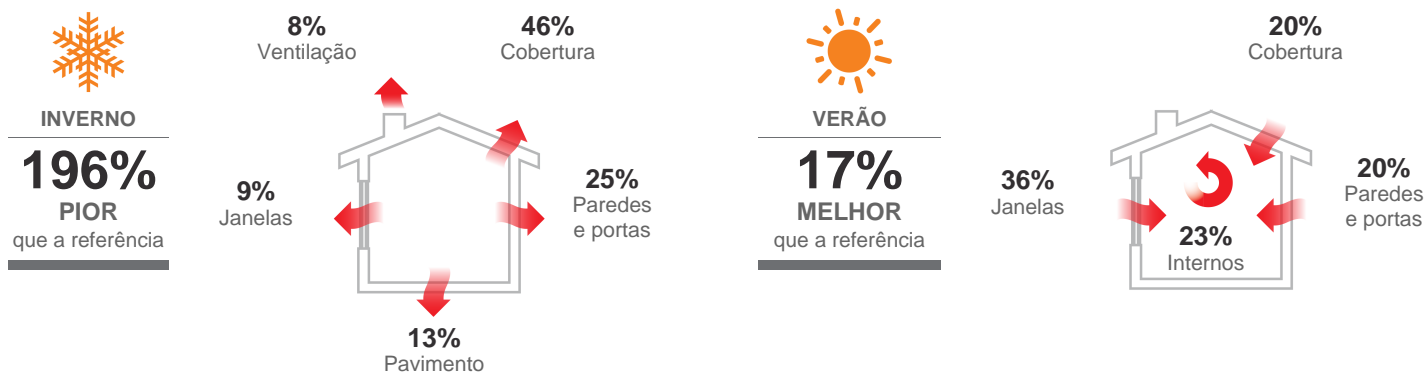 INVERNO
196%
PIOR
que a referência
8%
Ventilação
46%
Cobertura
9%
Janelas
25%
Paredes
e portas
13%
Pavimento
VERÃO
17%
MELHOR
que a referência
20%
Cobertura
36%
Janelas
20%
Paredes
e portas
23%
Internos